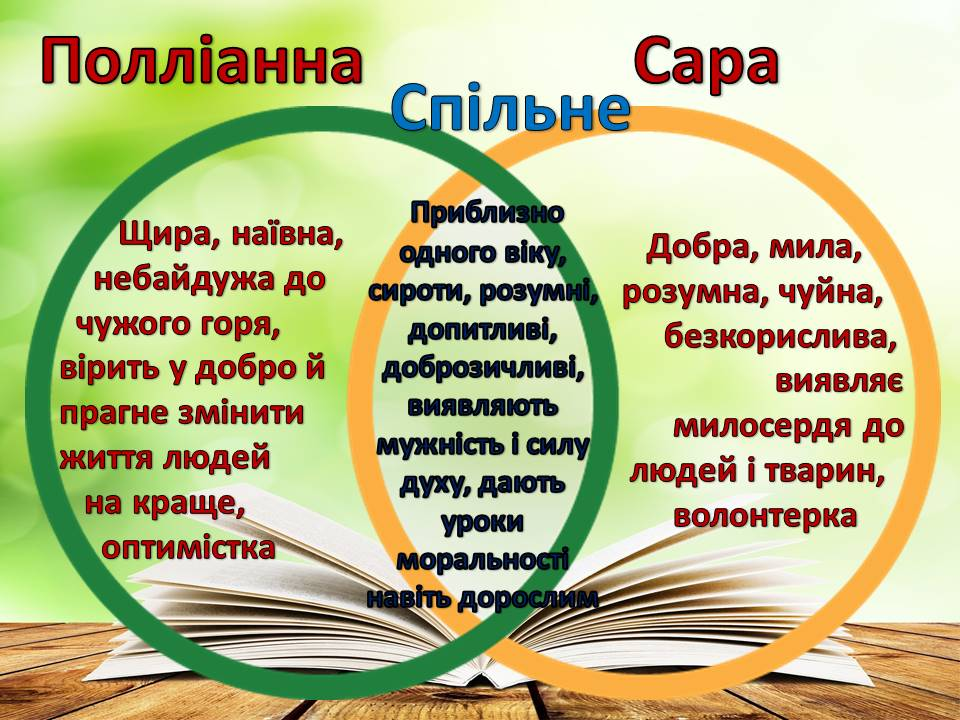 Полліанна
Сара
Спільне
Щира, наївна,
небайдужа до
чужого горя,
вірить у добро й
прагне змінити
життя людей
на краще,
оптимістка
Приблизно
одного віку,
сироти, розумні,
допитливі,
доброзичливі,
виявляють
мужність і силу
духу, дають
уроки
моральності
навіть дорослим
Добра, мила,
розумна, чуйна,
безкорислива,
виявляє
милосердя до
людей і тварин,
волонтерка